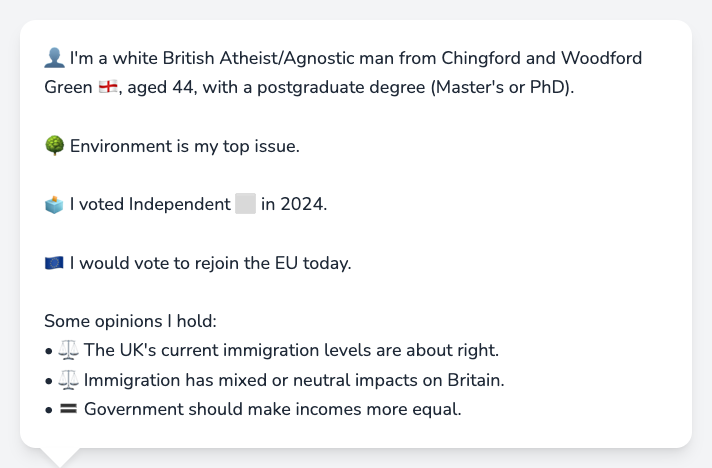 👤 I'm a white British Atheist/Agnostic man from Chingford and Woodford
Green 🏴󠁧󠁢󠁥󠁮󠁧󠁿, aged 44, with a postgraduate degree (Master's or PhD).
🌳 Environment is my top issue.
🗳️ I voted Independent ⬜ in 2024.
🇪🇺 I would vote to rejoin the EU today.
Some opinions I hold:
• ⚖️ The UK's current immigration levels are about right.
• ⚖️ Immigration has mixed or neutral impacts on Britain.
• 🟰 Government should make incomes more equal.